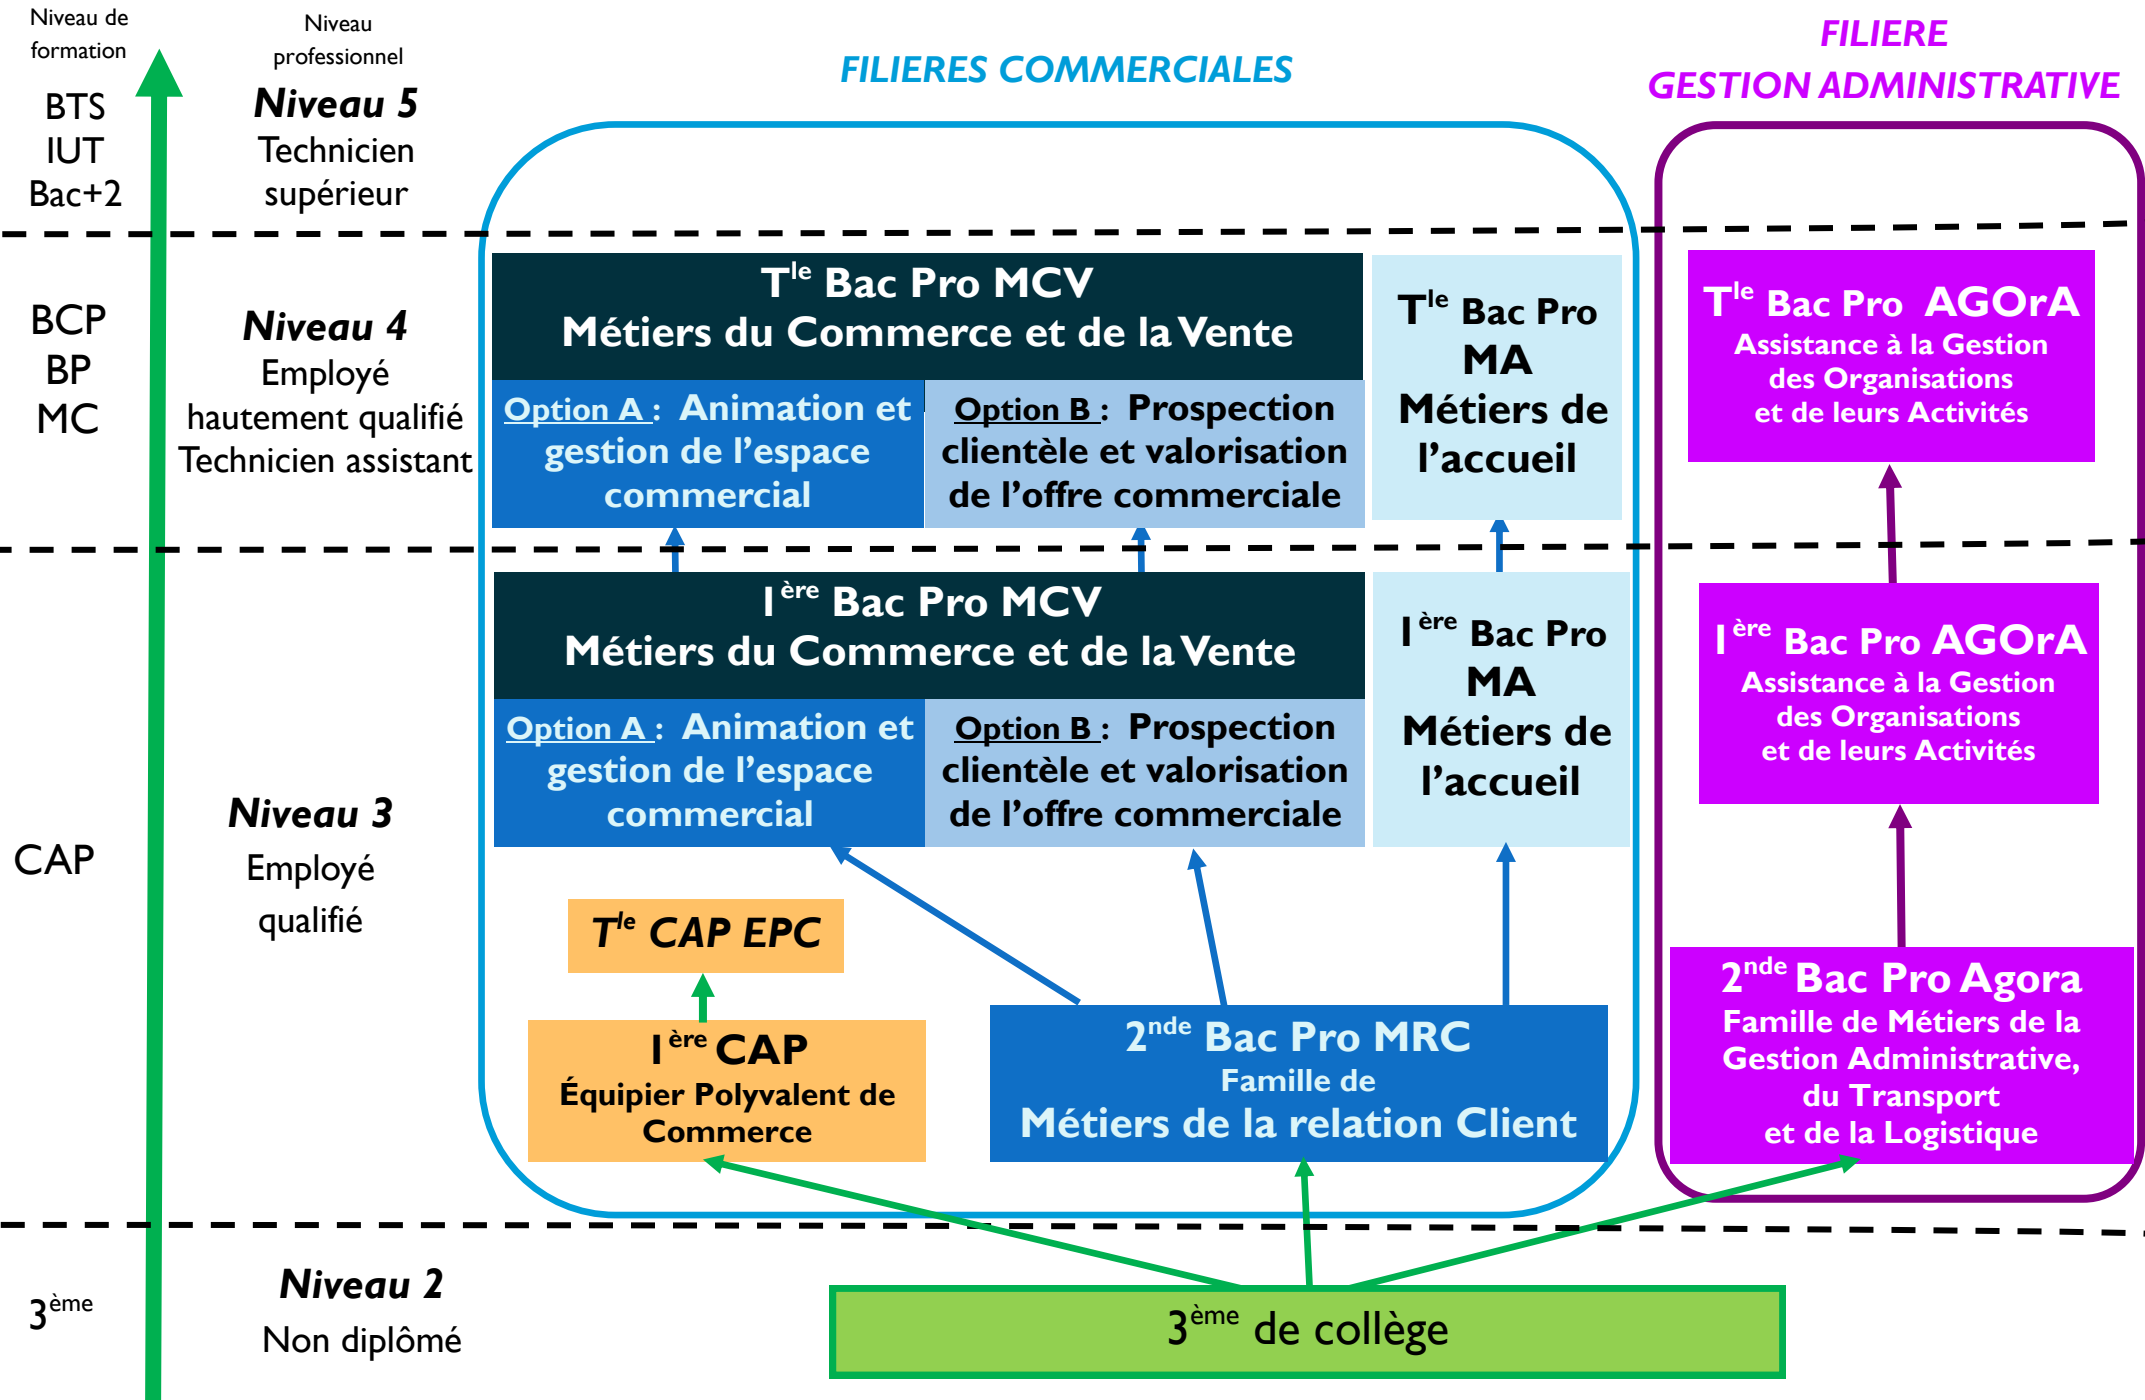 Niveau de
formation
Niveau
professionnel
FILIERES COMMERCIALES
FILIERE
GESTION ADMINISTRATIVE
BTS
IUT
Bac+2
Niveau 5
Technicien
supérieur
BCP
BP
MC
Niveau 4
Employé
hautement qualifié
Technicien assistant
Tle Bac Pro MCV
Métiers du Commerce et de la Vente
Option A : Animation et
gestion de l’espace
commercial
Option B : Prospection
clientèle et valorisation
de l’offre commerciale
Tle Bac Pro
MA
Métiers de
l’accueil
Tle Bac Pro AGOrA
Assistance à la Gestion
des Organisations
et de leurs Activités
CAP
Niveau 3
Employé
qualifié
1ère Bac Pro MCV
Métiers du Commerce et de la Vente
Option A : Animation et
gestion de l’espace
commercial
Option B : Prospection
clientèle et valorisation
de l’offre commerciale
1ère Bac Pro
MA
Métiers de
l’accueil
1ère Bac Pro AGOrA
Assistance à la Gestion
des Organisations
et de leurs Activités
Tle CAP EPC
1ère CAP
Équipier Polyvalent de
Commerce
2nde Bac Pro MRC
Famille de
Métiers de la relation Client
2nde Bac Pro Agora
Famille de Métiers de la
Gestion Administrative,
du Transport
et de la Logistique
3ème
Niveau 2
Non diplômé
3ème de collège